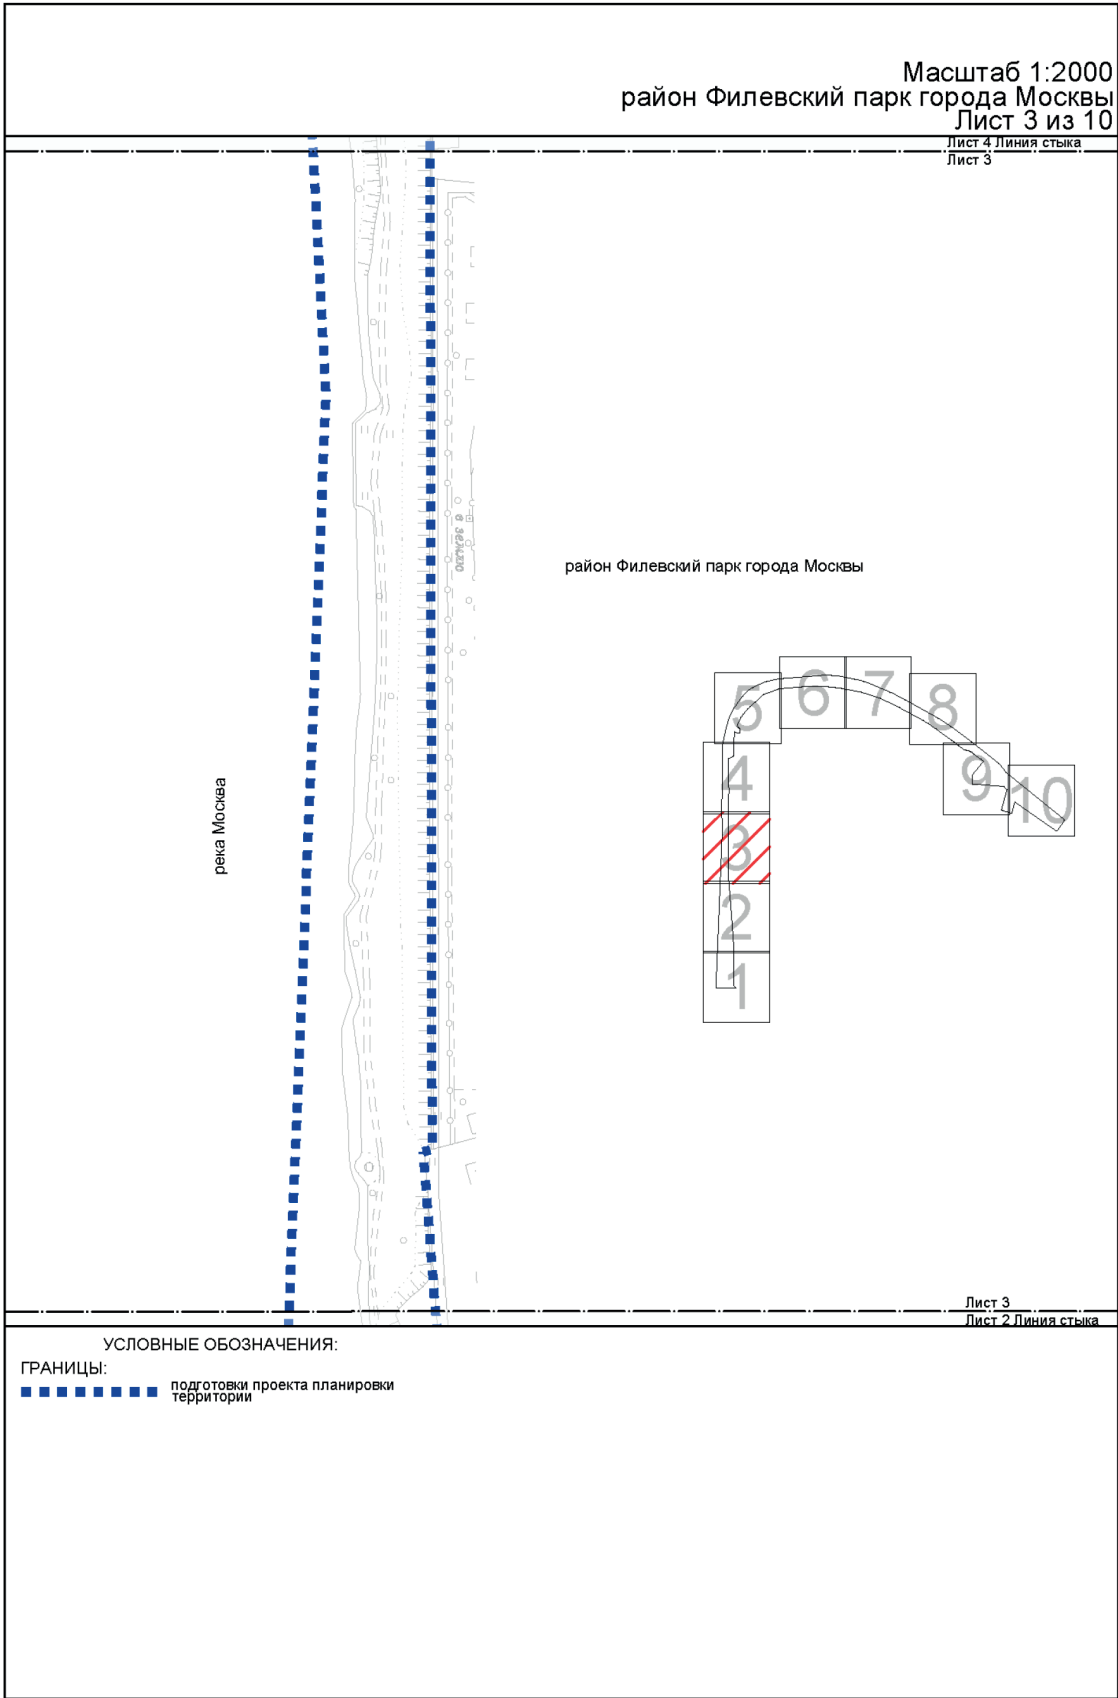 Масштаб 1:2000
район Филевский парк города Москвы
Лист 3 из 10
Лист 4 Линия стыка
Лист 3
в землю
район Филевский парк города Москвы
река Москва
5
6
7
8
4
9
10
3
2
1
Лист 3
Лист 2 Линия стыка
УСЛОВНЫЕ ОБОЗНАЧЕНИЯ:
ГРАНИЦЫ:
подготовки проекта планировки
территории